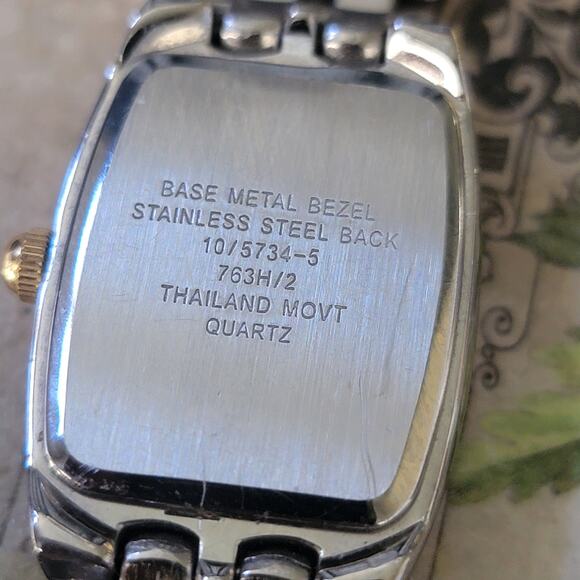 BASE METAL BEZEL
STAINLESS STEEL BACK
10/5734-5
763H/2
THAILAND MOVT
QUARTZ